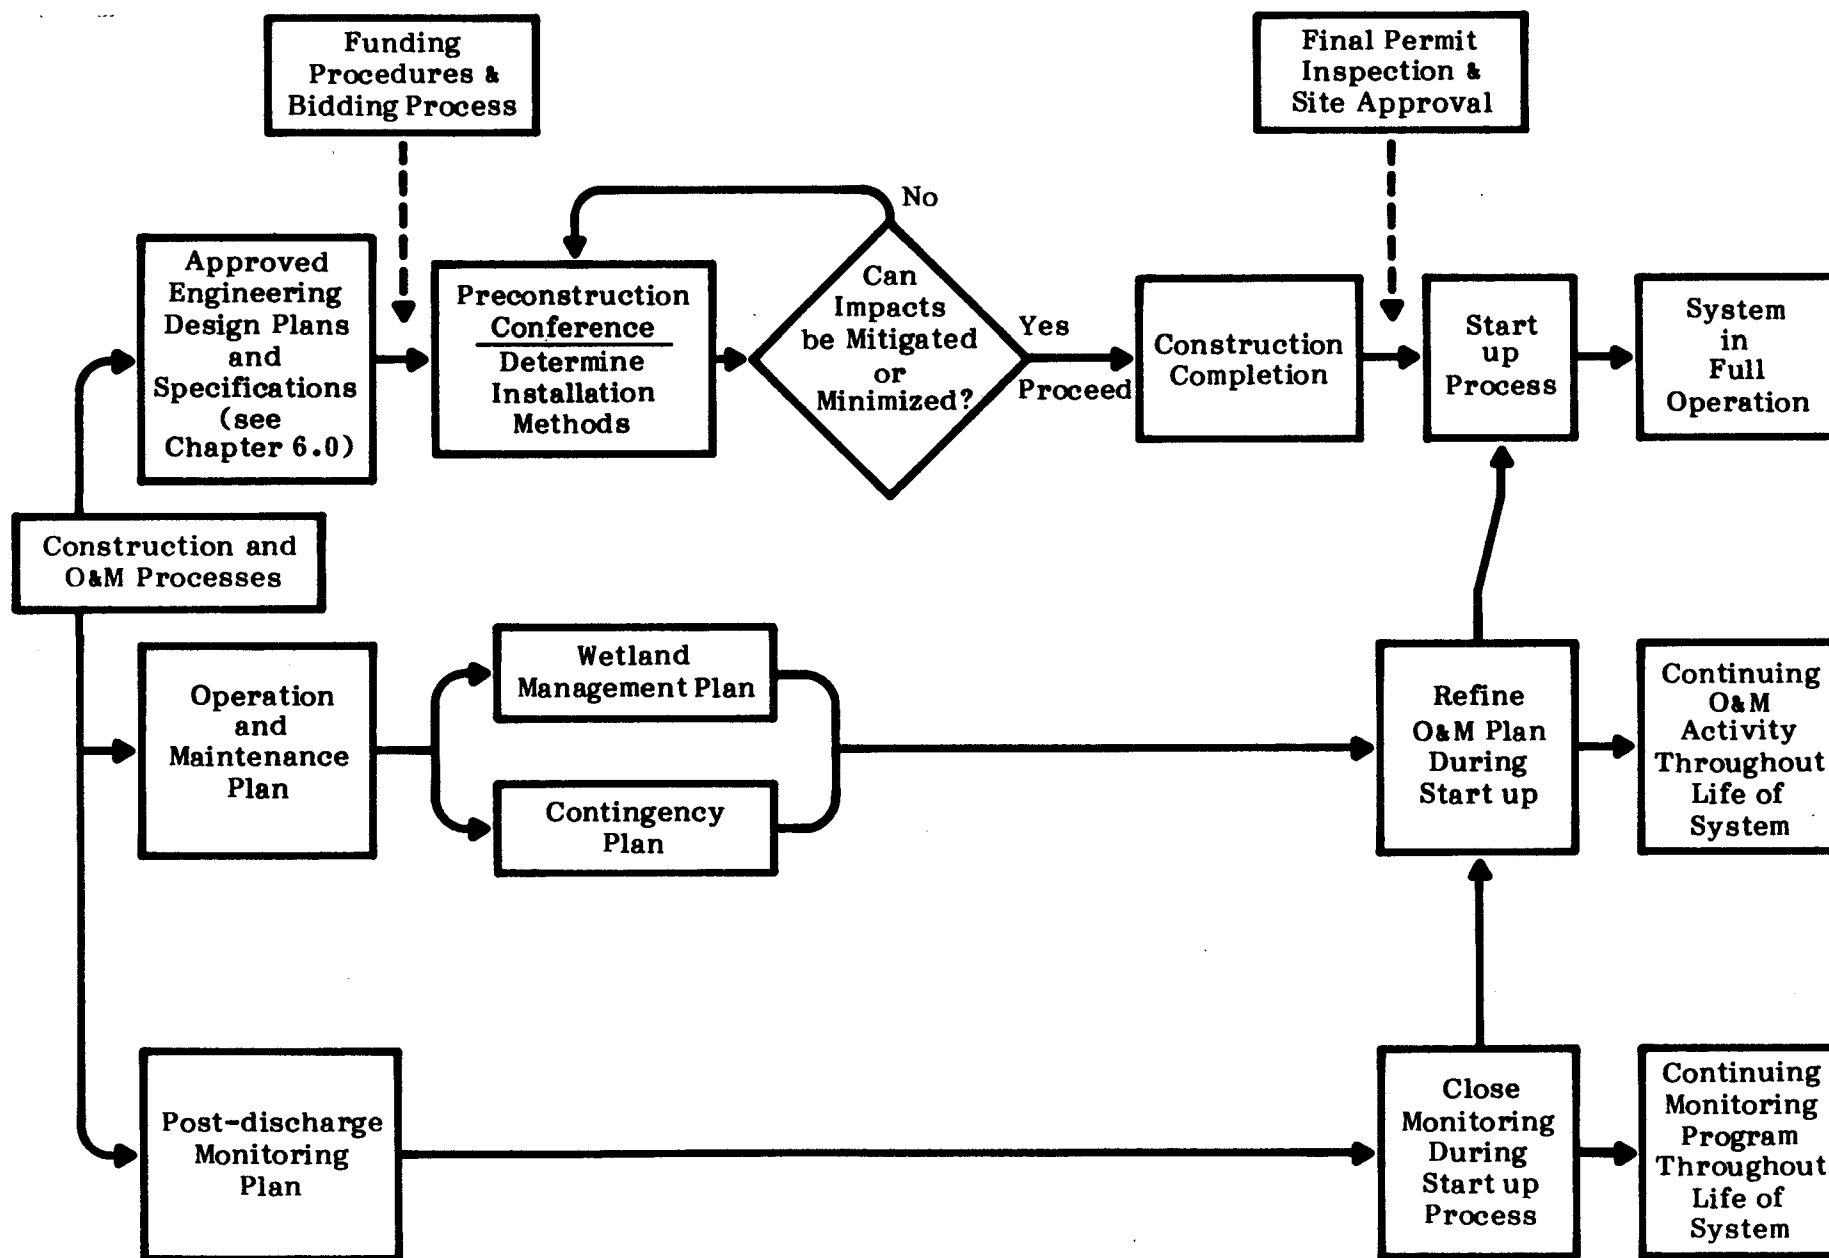 Funding
Procedures &
Bidding Process
Final Permit
Inspection &
Site Approval
No
Approved
Engineering
Design Plans
and
Specifications
(see
Chapter 6.0)
Preconstruction
Conference
Determine
Installation
Methods
Can
Impacts
be Mitigated
or
Minimized?
Yes
Proceed
Construction
Completion
Start
up
Process
System
in
Full
Operation
Construction and
O&M Processes
Operation
and
Maintenance
Plan
Wetland
Management Plan
Contingency
Plan
Refine
O&M Plan
During
Start up
Continuing
O&M
Activity
Throughout
Life of
System
Post-discharge
Monitoring
Plan
Close
Monitoring
During
Start up
Process
Continuing
Monitoring
Program
Throughout
Life of
System